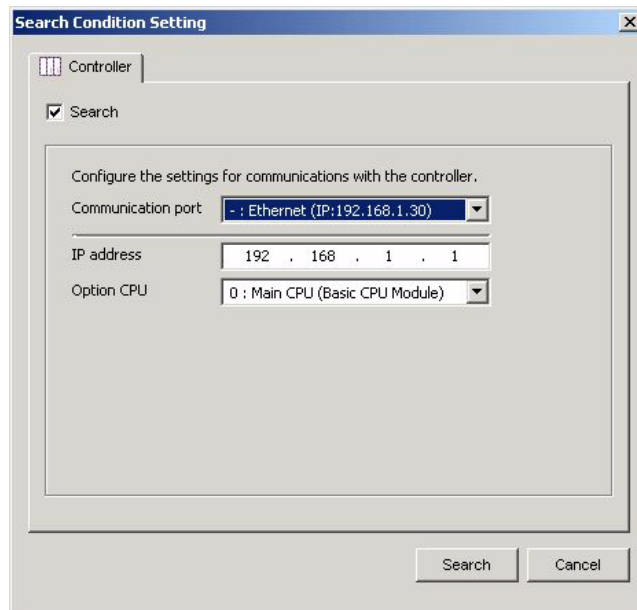 Search Condition Setting
Controller
Search
Configure the settings for communications with the controller.
Communication port - : Ethernet (IP:192.168.1.30)
IP address 192 . 168 . 1 . 1
Option CPU 0 : Main CPU (Basic CPU Module)
Search Cancel